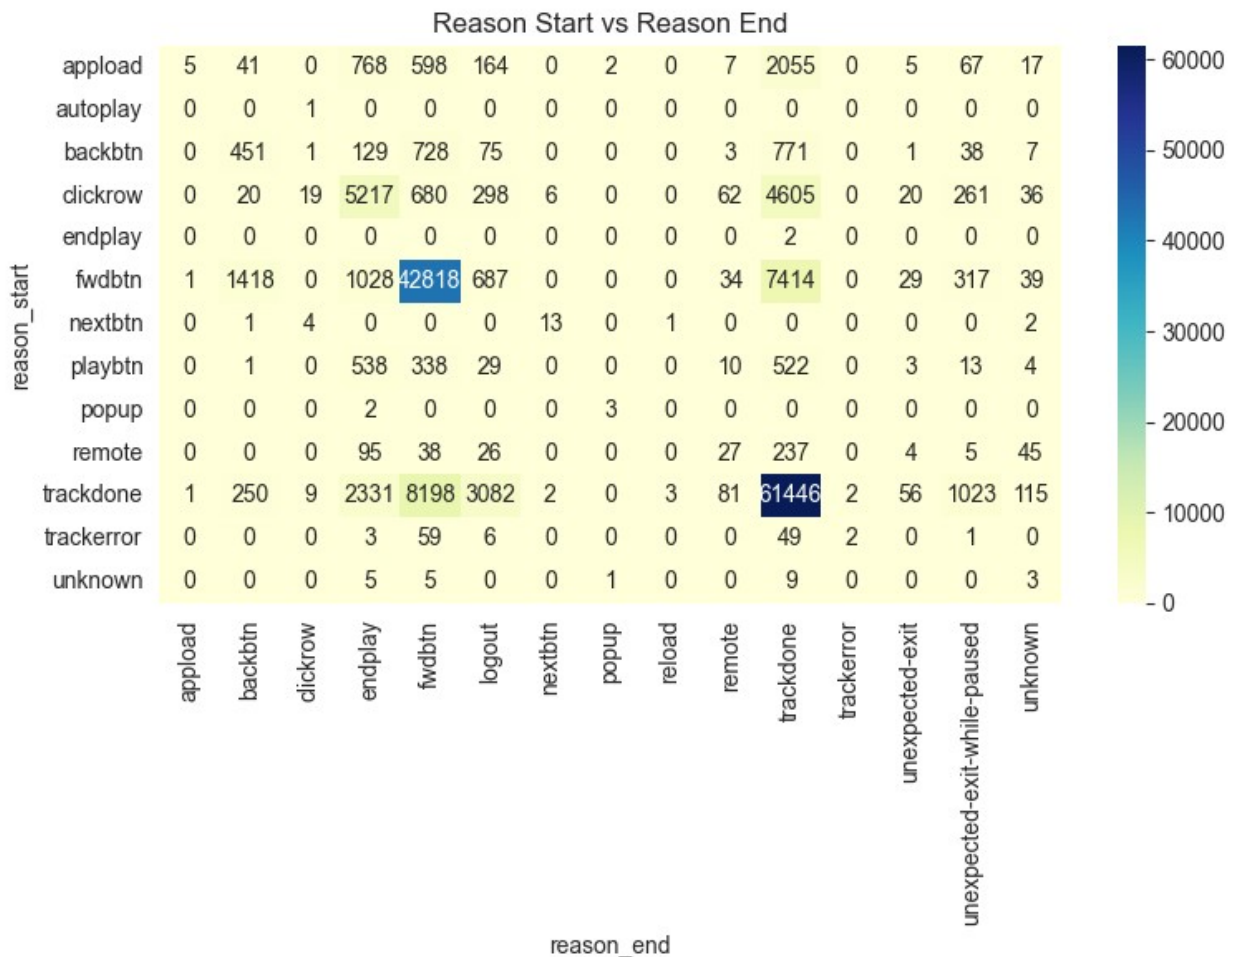 Reason Start vs Reason End
appload 5 41 0 768 598 164 0 2 0 7 2055 0 5 67 17
autoplay 0 0 1 0 0 0 0 0 0 0 0 0 0 0 0
backbtn 0 451 1 129 728 75 0 0 0 3 771 0 1 38 7
clickrow 0 20 19 5217 680 298 6 0 0 62 4605 0 20 261 36
endplay 0 0 0 0 0 0 0 0 0 0 2 0 0 0 0
fwdbtn 1 1418 0 1028 42818 687 0 0 0 34 7414 0 29 317 39
nextbtn 0 1 4 0 0 0 13 0 1 0 0 0 0 0 2
playbtn 0 1 0 538 338 29 0 0 0 10 522 0 3 13 4
popup 0 0 0 2 0 0 0 3 0 0 0 0 0 0 0
remote 0 0 0 95 38 26 0 0 0 27 237 0 4 5 45
trackdone 1 250 9 2331 8198 3082 2 0 3 81 61446 2 56 1023 115
trackerror 0 0 0 3 59 6 0 0 0 0 49 2 0 1 0
unknown 0 0 0 5 5 0 0 1 0 0 9 0 0 0 3
reason_start
appload
backbtn
clickrow
endplay
fwdbtn
logout
nextbtn
popup
reload
remote
trackdone
trackerror
unexpected-exit
unexpected-exit-while-paused
unknown
reason_end
60000
50000
40000
30000
20000
10000
0